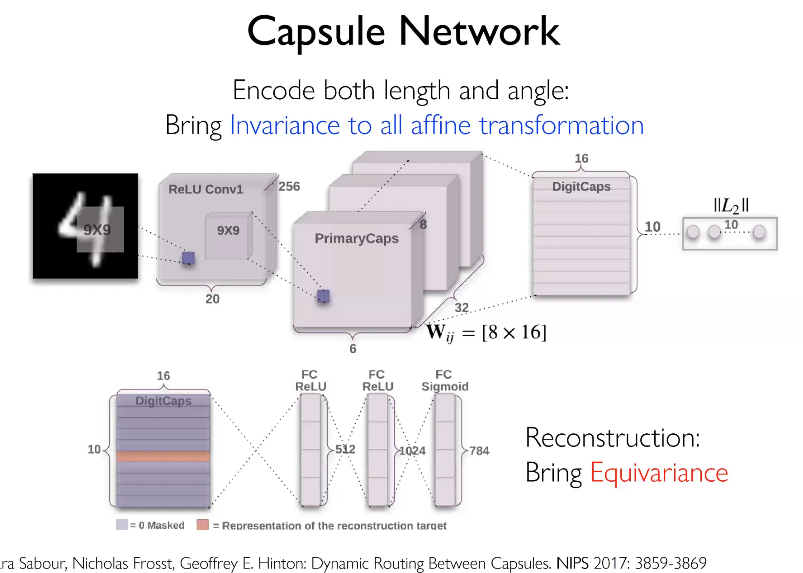 Capsule Network
Encode both length and angle:
Bring Invariance to all affine transformation
9X9
ReLU Conv1
256
9X9
20
PrimaryCaps
8
32
6
W_ij = [8 × 16]
16
DigitCaps
10
||L_2||
10
16
DigitCaps
10
FC
ReLU
512
FC
ReLU
1024
FC
Sigmoid
784
= 0 Masked
= Representation of the reconstruction target
Reconstruction:
Bring Equivariance
ara Sabour, Nicholas Frosst, Geoffrey E. Hinton: Dynamic Routing Between Capsules. NIPS 2017: 3859-3869